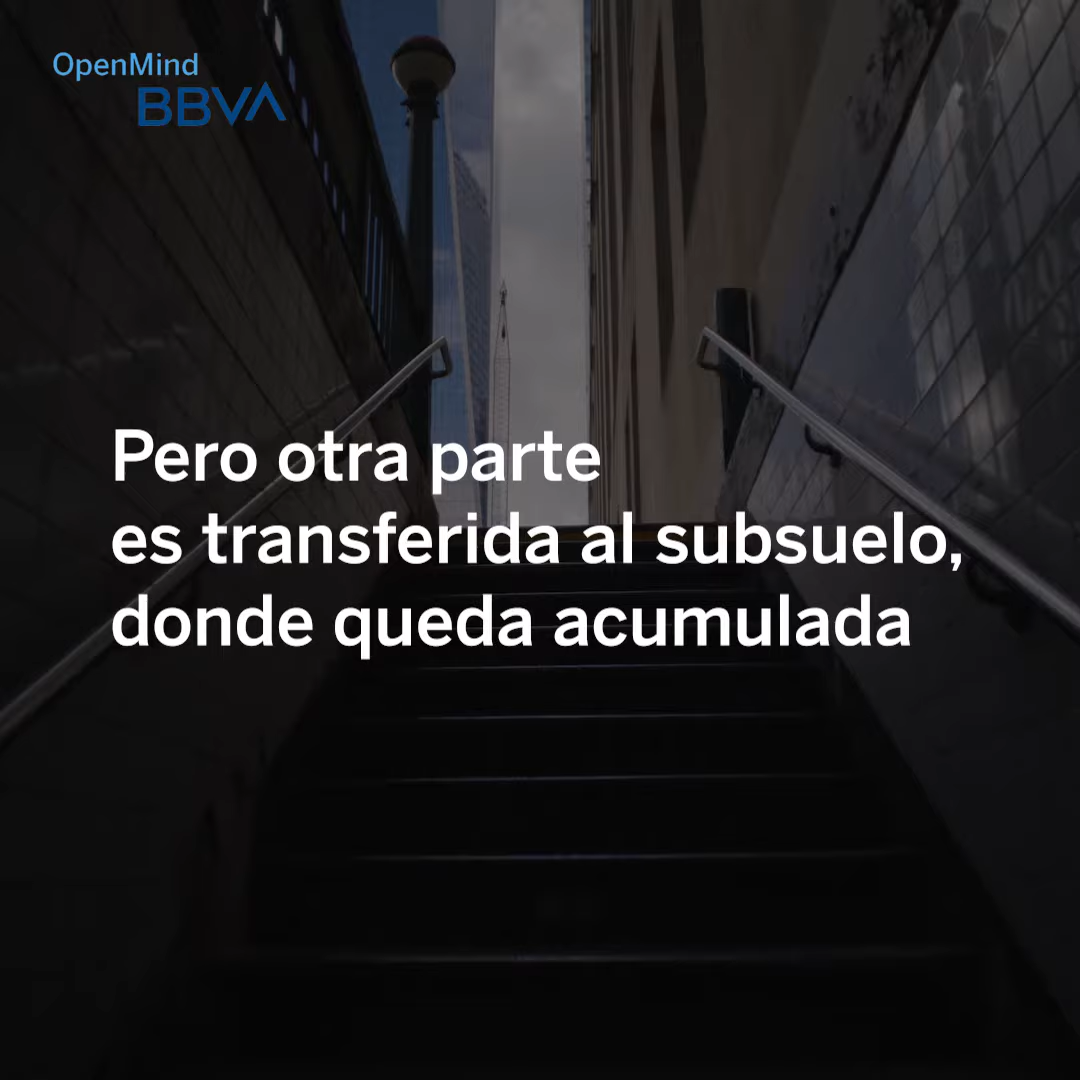 OpenMind
BBVA
Pero otra parte
es transferida al subsuelo,
donde queda acumulada